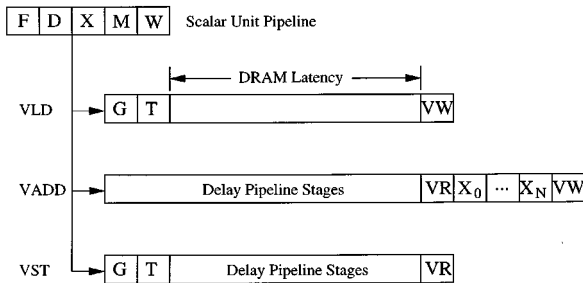 F D X M W Scalar Unit Pipeline
DRAM Latency
VLD G T VW
VADD Delay Pipeline Stages VR X0 ... XN VW
VST G T Delay Pipeline Stages VR